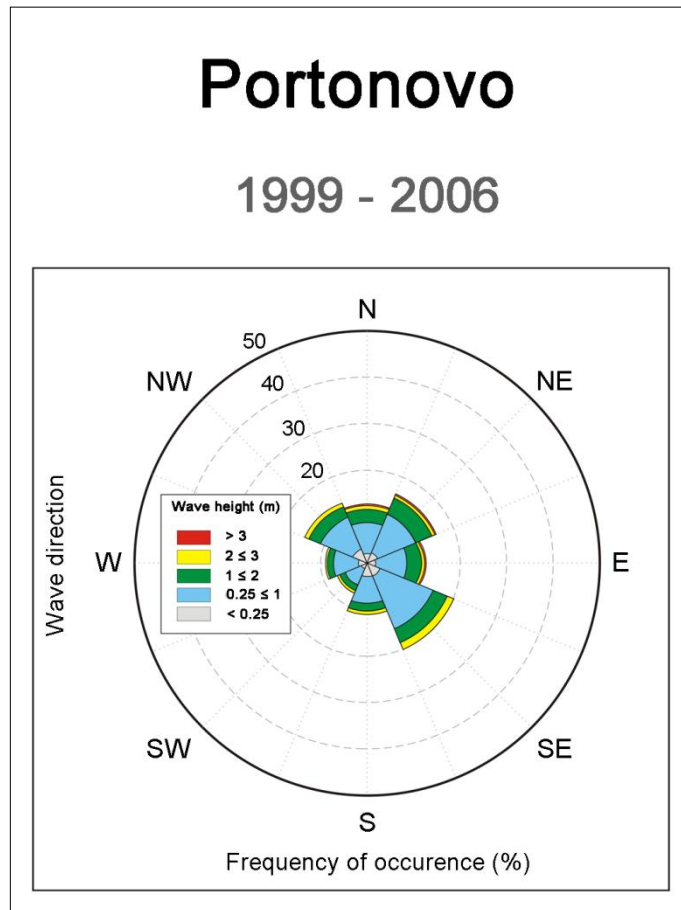 Portonovo
1999 - 2006
N
50
NW
40
NE
30
20
Wave height (m)
> 3
2 ≤ 3
1 ≤ 2
0.25 ≤ 1
< 0.25
Wave direction
W
E
SW
SE
S
Frequency of occurence (%)